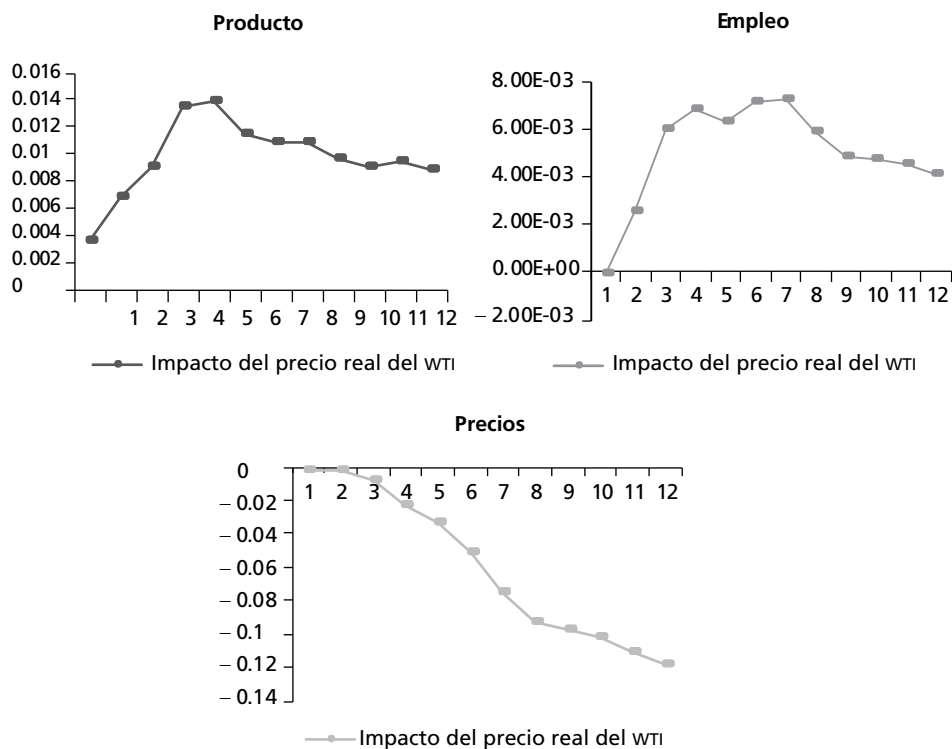 Producto
0.016
0.014
0.012
0.010
0.008
0.006
0.004
0.002
0
1 2 3 4 5 6 7 8 9 10 11 12
Impacto del precio real del WTI
Empleo
8.00E-03
6.00E-03
4.00E-03
2.00E-03
0.00E+00
– 2.00E-03
1 2 3 4 5 6 7 8 9 10 11 12
Impacto del precio real del WTI
Precios
0
– 0.02
– 0.04
– 0.06
– 0.08
– 0.1
– 0.12
– 0.14
1 2 3 4 5 6 7 8 9 10 11 12
Impacto del precio real del WTI